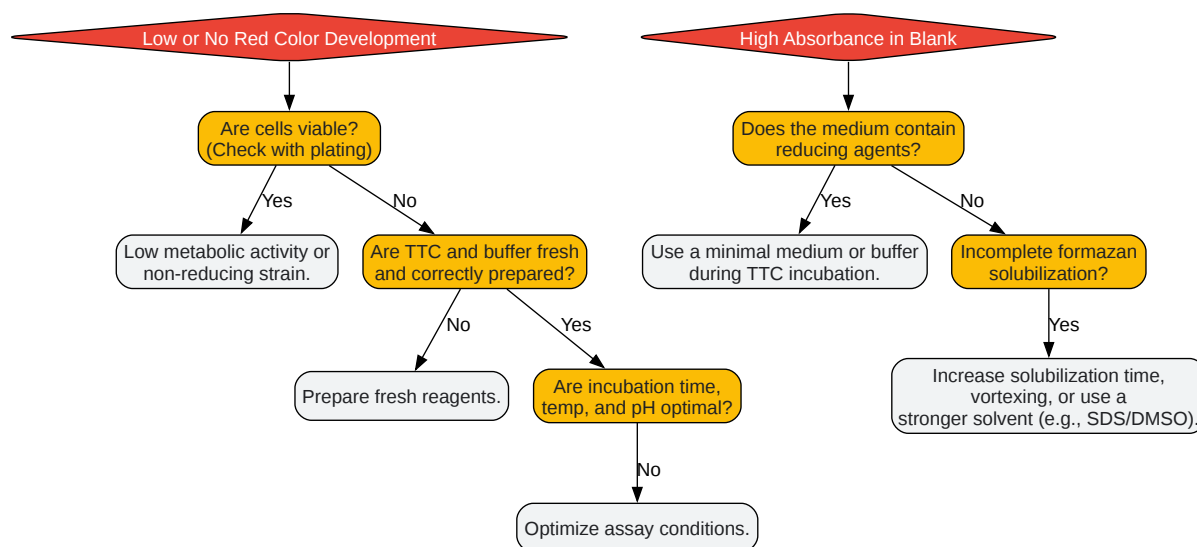 Low or No Red Color Development
High Absorbance in Blank
Are cells viable?
(Check with plating)
Does the medium contain
reducing agents?
Yes
No
Yes
No
Low metabolic activity or
non-reducing strain.
Are TTC and buffer fresh
and correctly prepared?
Use a minimal medium or buffer
during TTC incubation.
Incomplete formazan
solubilization?
No
Yes
Yes
Prepare fresh reagents.
Are incubation time,
temp, and pH optimal?
Increase solubilization time,
vortexing, or use a
stronger solvent (e.g., SDS/DMSO).
No
Optimize assay conditions.